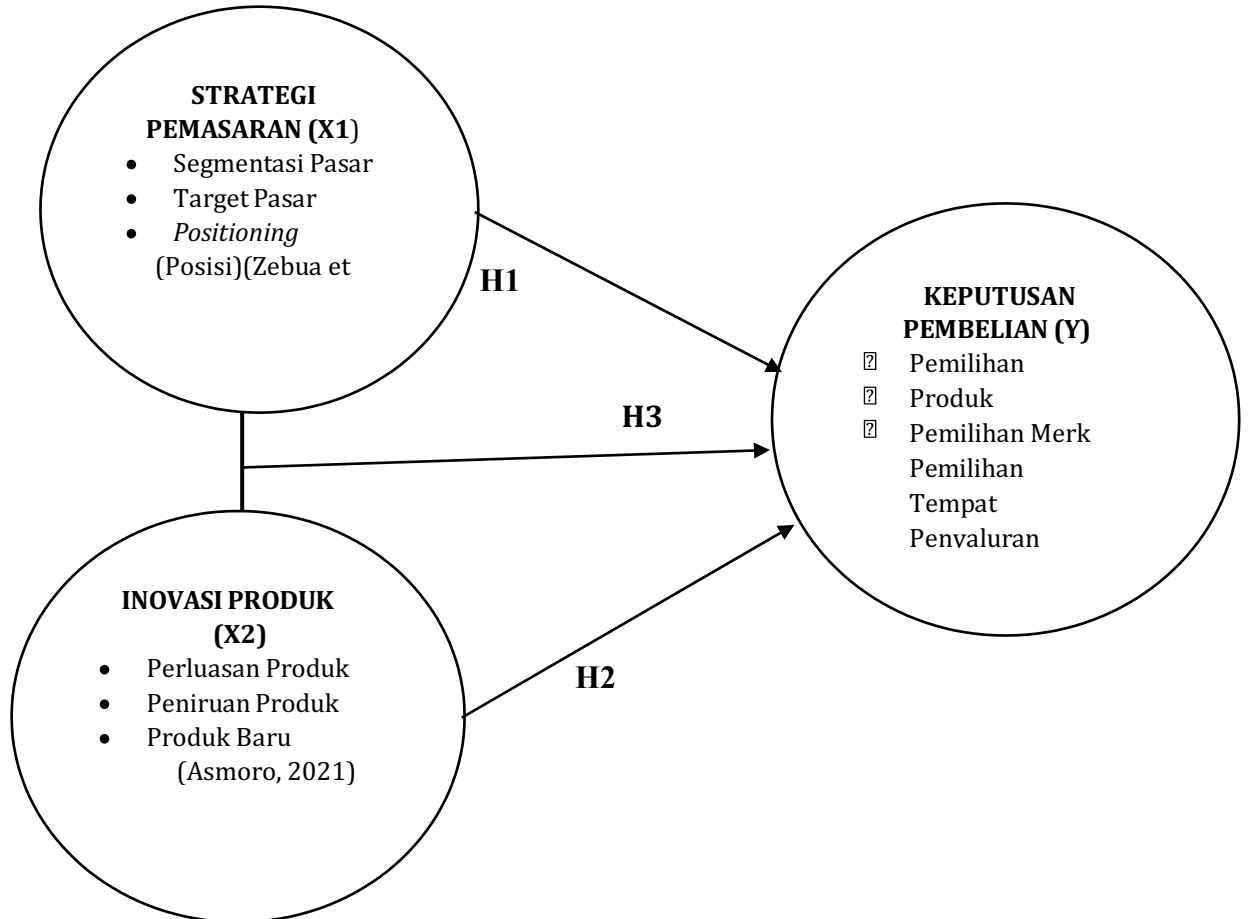 STRATEGI
PEMASARAN (X1)
• Segmentasi Pasar
• Target Pasar
• Positioning
(Posisi)(Zebua et
H1
KEPUTUSAN
PEMBELIAN (Y)
⍰ Pemilihan
⍰ Produk
⍰ Pemilihan Merk
Pemilihan
Tempat
Penyaluran
H3
INOVASI PRODUK
(X2)
• Perluasan Produk
• Peniruan Produk
• Produk Baru
(Asmoro, 2021)
H2